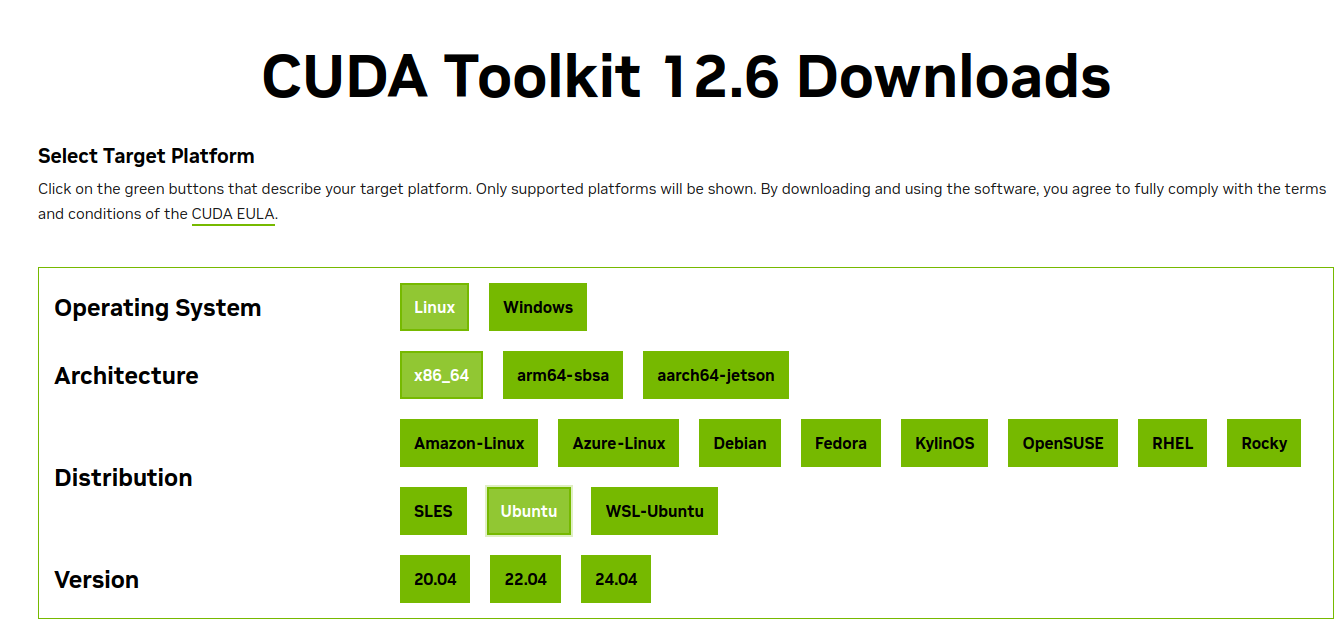 CUDA Toolkit 12.6 Downloads
Select Target Platform
Click on the green buttons that describe your target platform. Only supported platforms will be shown. By downloading and using the software, you agree to fully comply with the terms
and conditions of the CUDA EULA.
Operating System Linux Windows
Architecture x86_64 arm64-sbsa aarch64-jetson
Distribution Amazon-Linux Azure-Linux Debian Fedora KylinOS OpenSUSE RHEL Rocky
SLES Ubuntu WSL-Ubuntu
Version 20.04 22.04 24.04